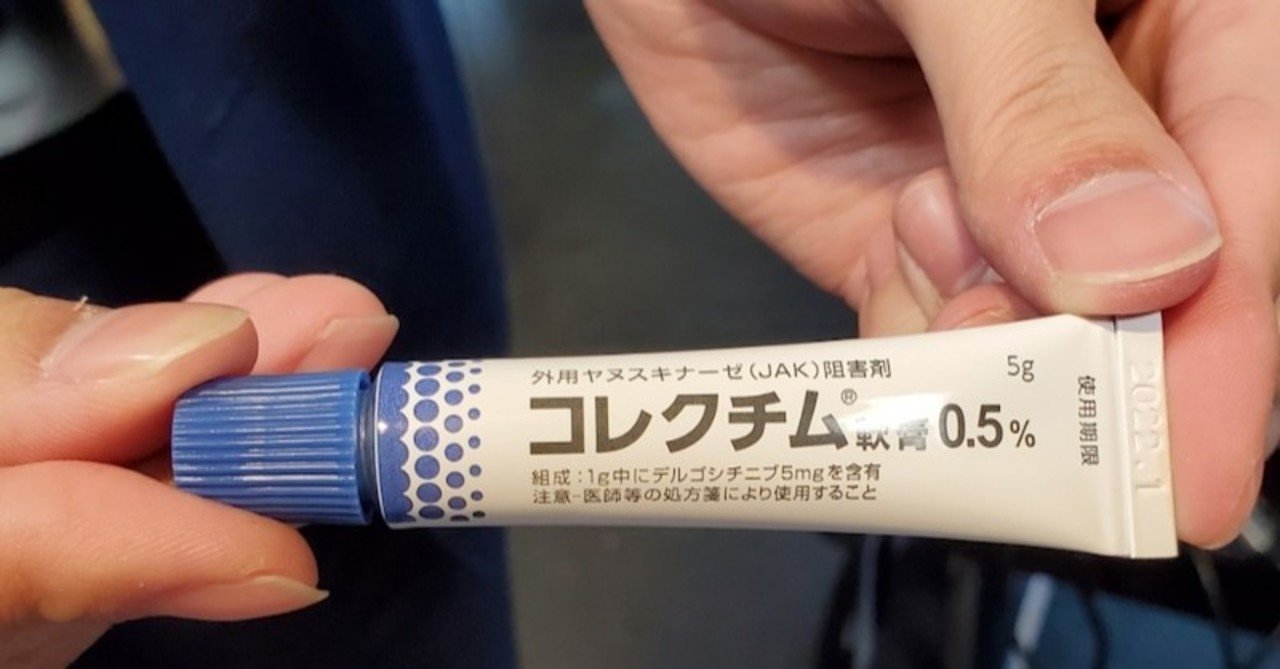 外用ヤヌスキナーゼ(JAK)阻害剤
5g
コレクチム®軟膏 0.5%
組成：1g中にデルゴシチニブ5mgを含有
注意-医師等の処方箋により使用すること
使用期限
2022.1